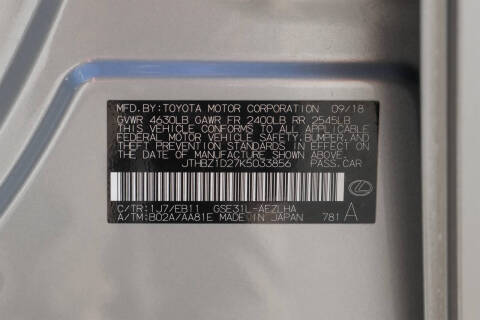 MFD.BY:TOYOTA MOTOR CORPORATION 09/18
GVWR 4630LB GAWR FR 2400LB RR 2545LB
THIS VEHICLE CONFORMS TO ALL APPLICABLE
FEDERAL MOTOR VEHICLE SAFETY,BUMPER,AND
THEFT PREVENTION STANDARDS IN EFFECT ON
THE DATE OF MANUFACTURE SHOWN ABOVE.
JTHBZ1D27K5033856 PASS.CAR
C/TR:1J7/EB11 GSE31L-AEZLHA
A/TM:B02A/AA81E MADE IN JAPAN 781 A